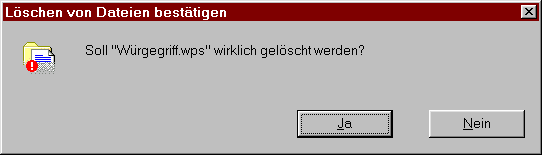 Löschen von Dateien bestätigen
Soll "Würgegriff.wps" wirklich gelöscht werden?
Ja
Nein